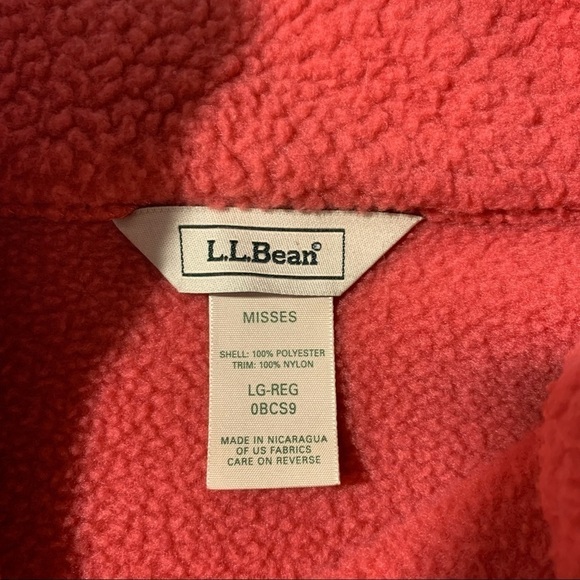 L.L.Bean©
MISSES
SHELL: 100% POLYESTER
TRIM: 100% NYLON
LG-REG
0BCS9
MADE IN NICARAGUA
OF US FABRICS
CARE ON REVERSE